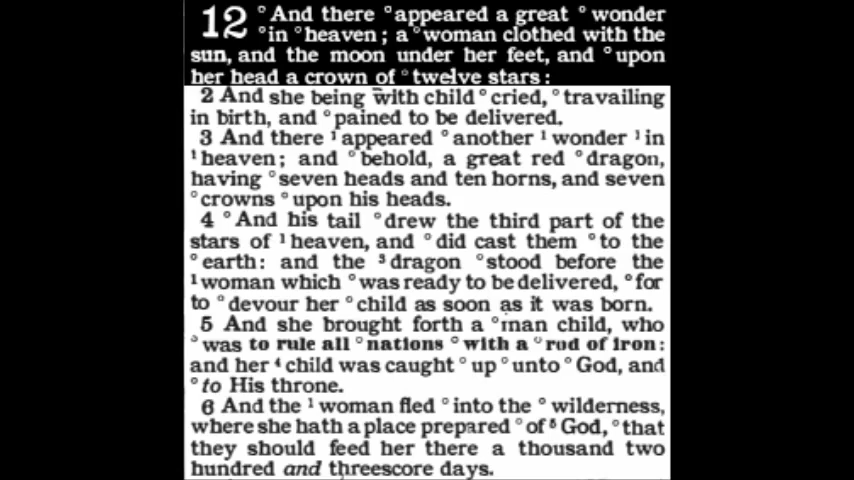 12 °And there °appeared a great °wonder
°in °heaven; a °woman clothed with the
sun, and the moon under her feet, and °upon
her head a crown of °twelve stars:
2 And she being with child °cried, °travailing
in birth, and °pained to be delivered.
3 And there ¹appeared °another ¹wonder ¹in
¹heaven; and °behold, a great red °dragon,
having °seven heads and ten horns, and seven
°crowns °upon his heads.
4 °And his tail °drew the third part of the
stars of ¹heaven, and °did cast them °to the
°earth: and the ³dragon °stood before the
¹woman which °was ready to be delivered, °for
to °devour her °child as soon as it was born.
5 And she brought forth a °man child, who
°was to rule all °nations °with a °rod of iron:
and her ⁴child was caught °up °unto °God, and
°to His throne.
6 And the ¹woman fled °into the °wilderness,
where she hath a place prepared °of ⁵God, °that
they should feed her there a thousand two
hundred and threescore days.